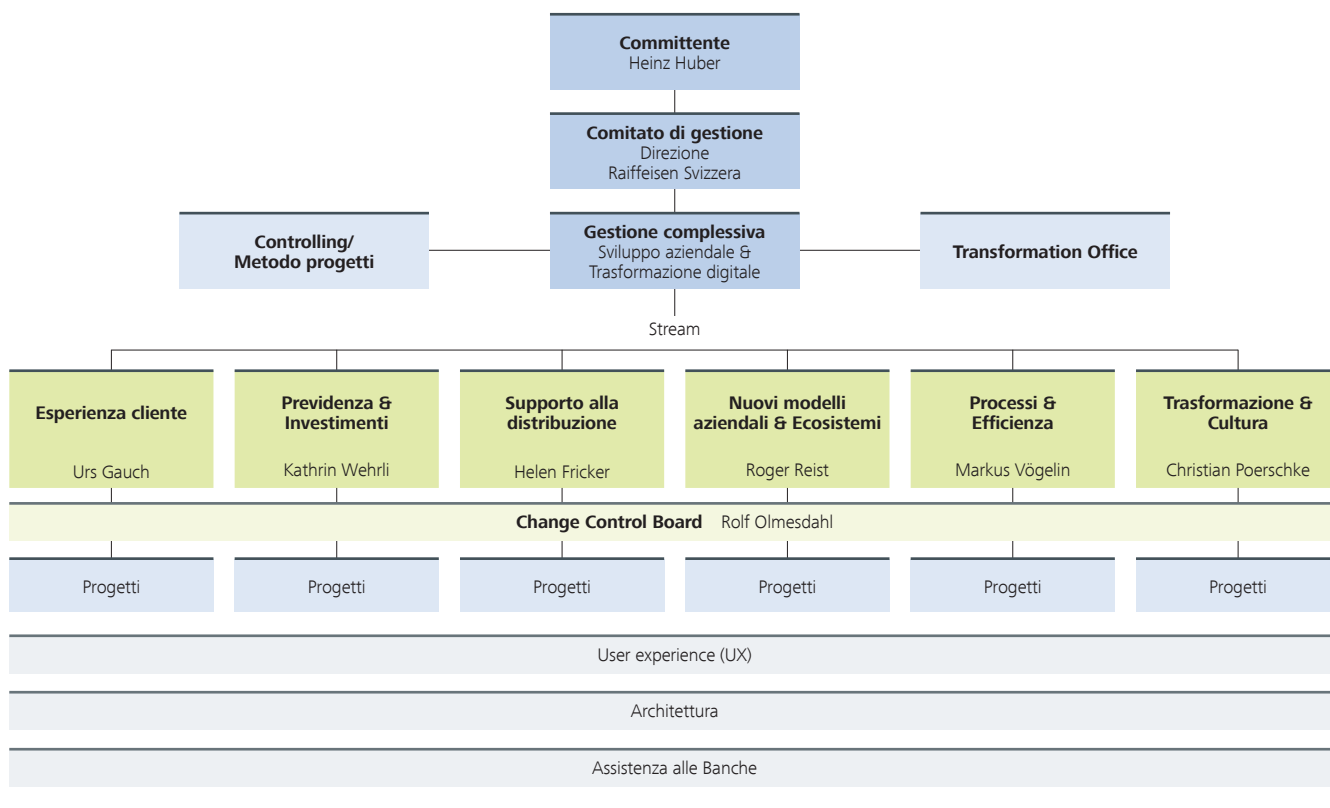 Committente
Heinz Huber
Comitato di gestione
Direzione
Raiffeisen Svizzera
Controlling/
Metodo progetti
Gestione complessiva
Sviluppo aziendale &
Trasformazione digitale
Transformation Office
Stream
Esperienza cliente
Urs Gauch
Previdenza &
Investimenti
Kathrin Wehrli
Supporto alla
distribuzione
Helen Fricker
Nuovi modelli
aziendali & Ecosistemi
Roger Reist
Processi &
Efficienza
Markus Vögelin
Trasformazione &
Cultura
Christian Poerschke
Change Control Board Rolf Olmesdahl
Progetti
Progetti
Progetti
Progetti
Progetti
Progetti
User experience (UX)
Architettura
Assistenza alle Banche